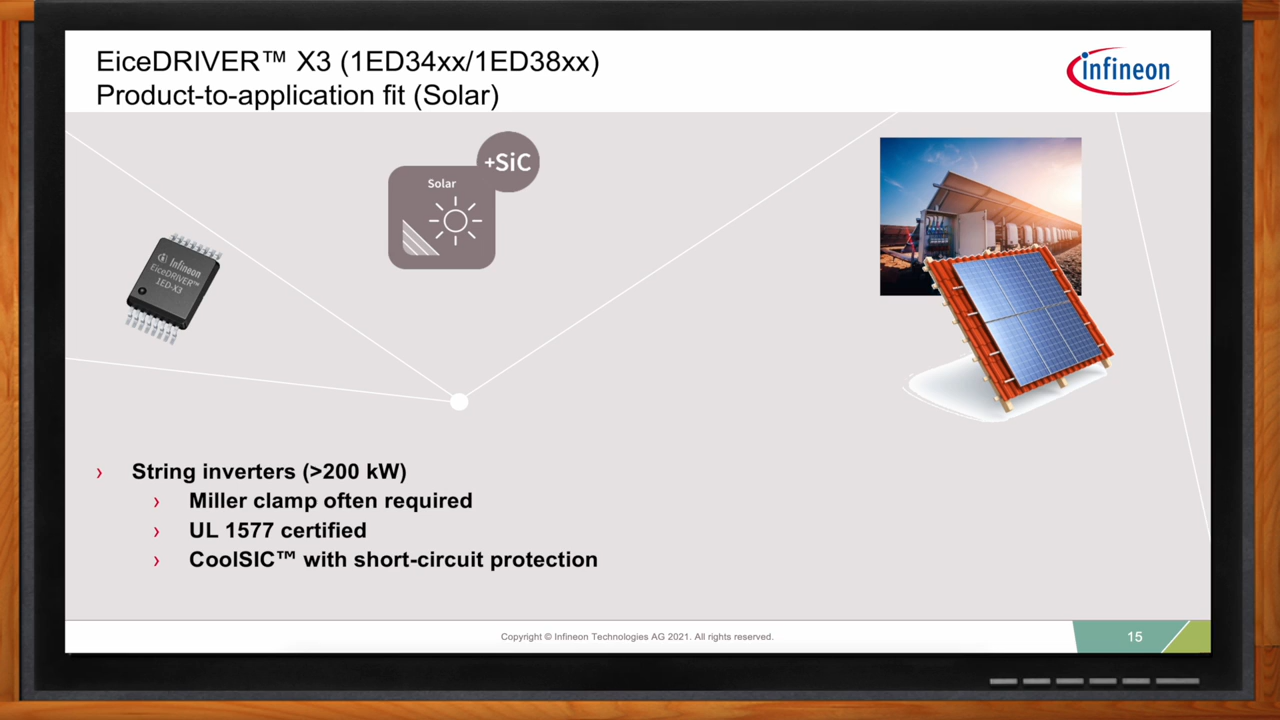 EiceDRIVER™ X3 (1ED34xx/1ED38xx)
Product-to-application fit (Solar)
infineon
+SiC
Solar
infineon
EiceDRIVER™
1ED-X3
› String inverters (>200 kW)
› Miller clamp often required
› UL 1577 certified
› CoolSIC™ with short-circuit protection
Copyright © Infineon Technologies AG 2021. All rights reserved.
15